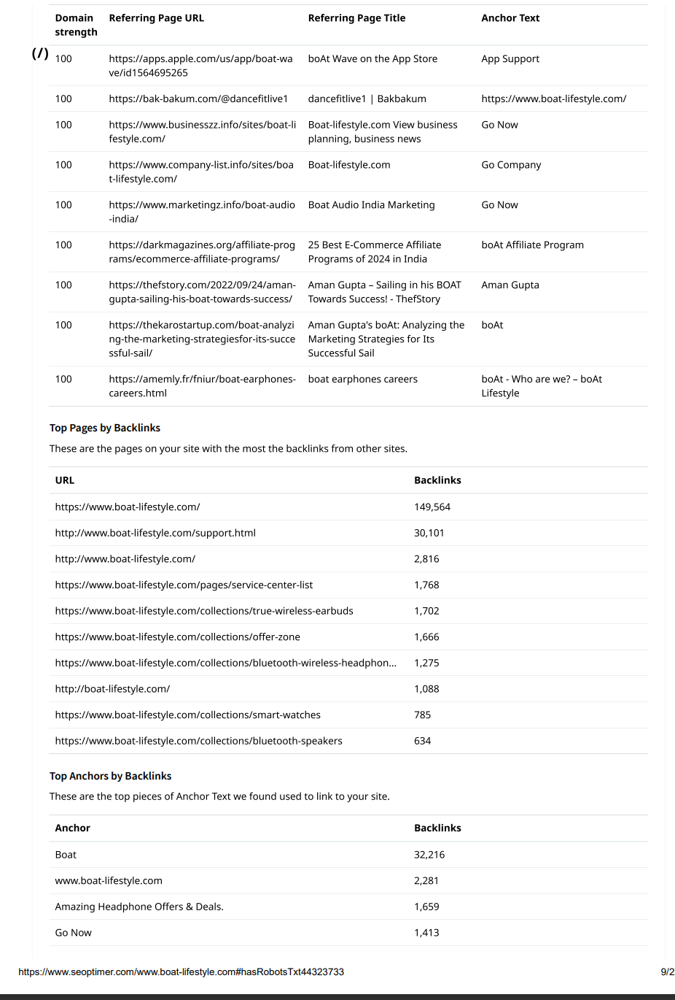 Domain strength Referring Page URL Referring Page Title Anchor Text
(/)
100 https://apps.apple.com/us/app/boat-wa boAt Wave on the App Store App Support
ve/id1564695265
100 https://bak-bakum.com/@dancefitlive1 dancefitlive1 | Bakbakum https://www.boat-lifestyle.com/
100 https://www.businesszz.info/sites/boat-li Boat-lifestyle.com View business Go Now
festyle.com/ planning, business news
100 https://www.company-list.info/sites/boa Boat-lifestyle.com Go Company
t-lifestyle.com/
100 https://www.marketingz.info/boat-audio Boat Audio India Marketing Go Now
-india/
100 https://darkmagazines.org/affiliate-prog 25 Best E-Commerce Affiliate boAt Affiliate Program
rams/ecommerce-affiliate-programs/ Programs of 2024 in India
100 https://thefstory.com/2022/09/24/aman- Aman Gupta – Sailing in his BOAT Aman Gupta
gupta-sailing-his-boat-towards-success/ Towards Success! - ThefStory
100 https://thekarostartup.com/boat-analyzi Aman Gupta's boAt: Analyzing the boAt
ng-the-marketing-strategiesfor-its-succe Marketing Strategies for Its
ssful-sail/ Successful Sail
100 https://amemly.fr/fniur/boat-earphones- boat earphones careers boAt - Who are we? – boAt
careers.html Lifestyle
Top Pages by Backlinks
These are the pages on your site with the most the backlinks from other sites.
URL Backlinks
https://www.boat-lifestyle.com/ 149,564
http://www.boat-lifestyle.com/support.html 30,101
http://www.boat-lifestyle.com/ 2,816
https://www.boat-lifestyle.com/pages/service-center-list 1,768
https://www.boat-lifestyle.com/collections/true-wireless-earbuds 1,702
https://www.boat-lifestyle.com/collections/offer-zone 1,666
https://www.boat-lifestyle.com/collections/bluetooth-wireless-headphon... 1,275
http://boat-lifestyle.com/ 1,088
https://www.boat-lifestyle.com/collections/smart-watches 785
https://www.boat-lifestyle.com/collections/bluetooth-speakers 634
Top Anchors by Backlinks
These are the top pieces of Anchor Text we found used to link to your site.
Anchor Backlinks
Boat 32,216
www.boat-lifestyle.com 2,281
Amazing Headphone Offers & Deals. 1,659
Go Now 1,413
https://www.seoptimer.com/www.boat-lifestyle.com#hasRobotsTxt44323733 9/2